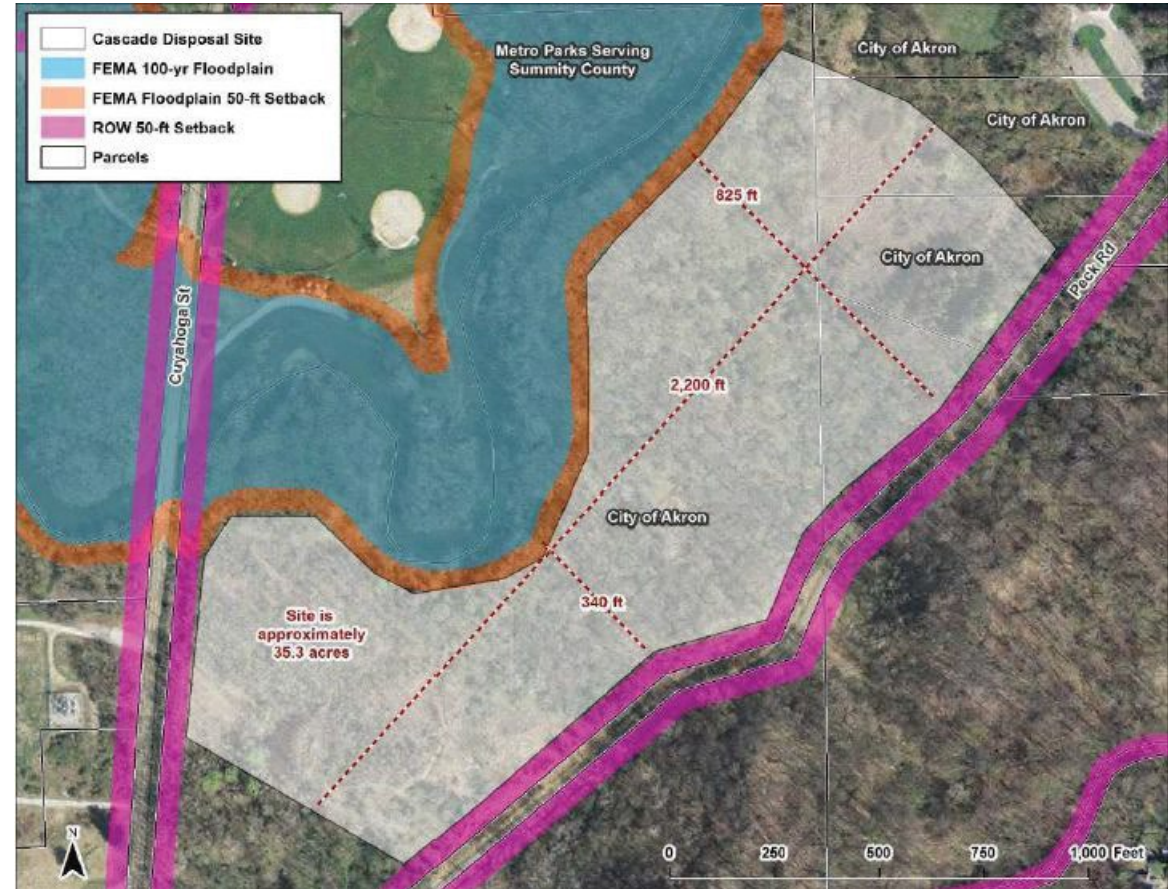 Cascade Disposal Site
FEMA 100-yr Floodplain
FEMA Floodplain 50-ft Setback
ROW 50-ft Setback
Parcels
Metro Parks Serving
Summity County
City of Akron
City of Akron
825 ft
City of Akron
Peck Rd
Cuyahoga St
2,200 ft
City of Akron
340 ft
Site is
approximately
35.3 acres
N
0 250 500 750 1,000 Feet